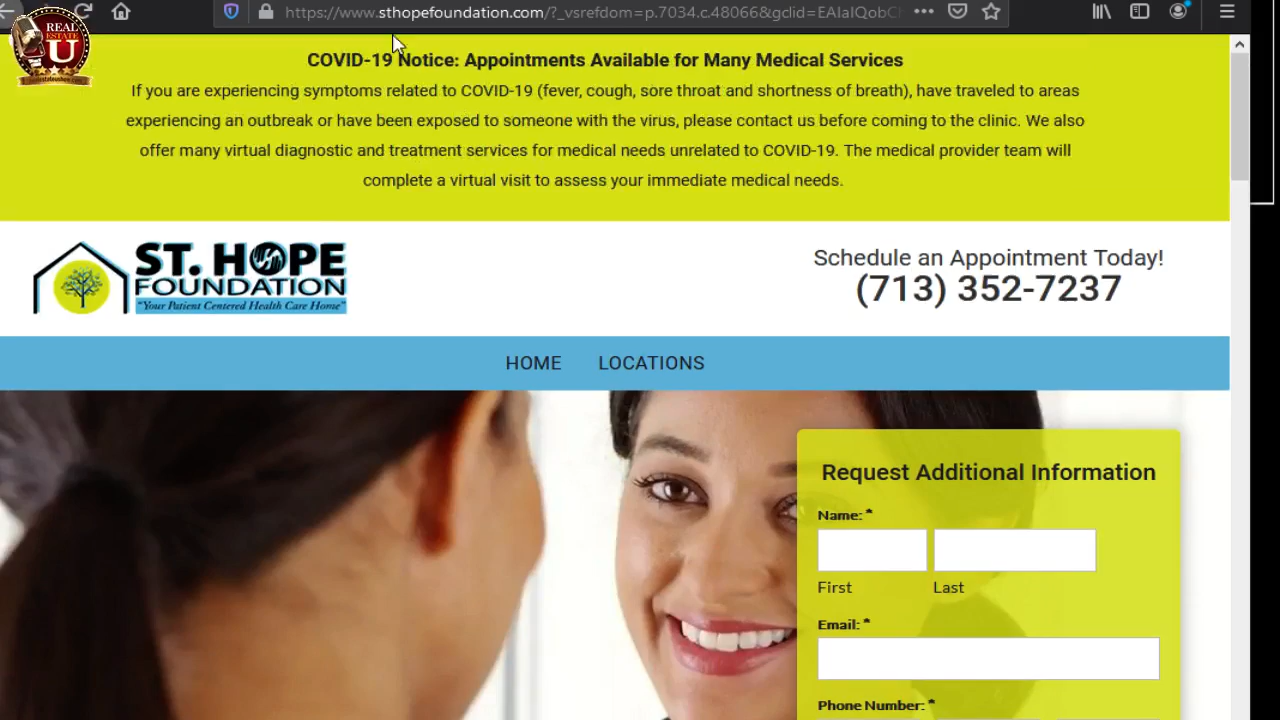 https://www.sthopefoundation.com/?_vsrefdom=p.7034.c.48069&gclid=EAIaIQobC
REAL
ESTATE
U
COVID-19 Notice: Appointments Available for Many Medical Services
If you are experiencing symptoms related to COVID-19 (fever, cough, sore throat and shortness of breath), have traveled to areas
experiencing an outbreak or have been exposed to someone with the virus, please contact us before coming to the clinic. We also
offer many virtual diagnostic and treatment services for medical needs unrelated to COVID-19. The medical provider team will
complete a virtual visit to assess your immediate medical needs.
ST. HOPE
FOUNDATION
"Your Patient Centered Health Care Home"
Schedule an Appointment Today!
(713) 352-7237
HOME LOCATIONS
Request Additional Information
Name: *
First Last
Email: *
Phone Number: *